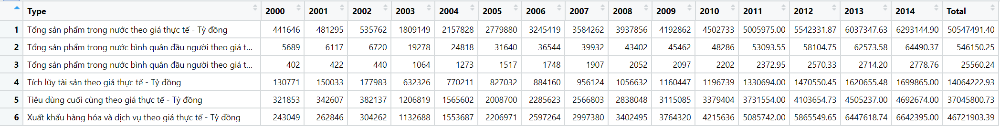 Type 2000 2001 2002 2003 2004 2005 2006 2007 2008 2009 2010 2011 2012 2013 2014 Total
1 Tổng sản phẩm trong nước theo giá thực tế - Tỷ đồng 441646 481295 535762 1809149 2157828 2779880 3245419 3584262 3937856 4192862 4502733 5005975.00 5542331.87 6037347.63 6293144.90 50547491.40
2 Tổng sản phẩm trong nước bình quân đầu người theo giá t... 5689 6117 6720 19278 24818 31640 36544 39932 43402 45462 48286 53093.55 58104.75 62573.58 64490.37 546150.25
3 Tổng sản phẩm trong nước bình quân đầu người theo giá t... 402 422 440 1064 1273 1517 1748 1907 2052 2097 2202 2372.95 2570.33 2714.20 2778.76 25560.24
4 Tích lũy tài sản theo giá thực tế - Tỷ đồng 130771 150033 177983 632326 770211 827032 884160 956124 1056632 1160447 1196739 1330694.00 1470550.45 1620655.48 1699865.00 14064222.93
5 Tiêu dùng cuối cùng theo giá thực tế - Tỷ đồng 321853 342607 382137 1206819 1565602 2008700 2285623 2566803 2838048 3115085 3379404 3731554.00 4103654.73 4505237.00 4692674.00 37045800.73
6 Xuất khẩu hàng hóa và dịch vụ theo giá thực tế - Tỷ đồng 243049 262846 304262 1132688 1553687 2206971 2597264 2997380 3402495 3764320 4215636 5085742.00 5865549.65 6447618.74 6642395.00 46721903.39